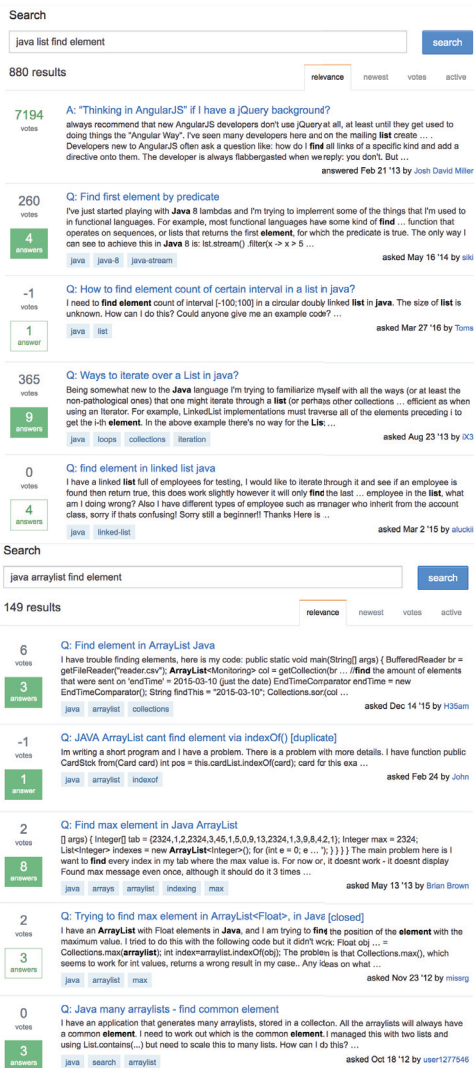 Search
java list find element
search
880 results
relevance newest votes active
7194
votes
A: "Thinking in AngularJS" if I have a jQuery background?
always recommend that new AngularJS developers don't use jQuery at all, at least until they get used to
doing things the "Angular Way". I've seen many developers here and on the mailing list create ... .
Developers new to AngularJS often ask a question like: how do I find all links of a specific kind and add a
directive onto them. The developer is always flabbergasted when we reply: you don't. But ...
answered Feb 21 '13 by Josh David Miller
260
votes
4
answers
Q: Find first element by predicate
I've just started playing with Java 8 lambdas and I'm trying to implement some of the things that I'm used to
in functional languages. For example, most functional languages have some kind of find ... function that
operates on sequences, or lists that returns the first element, for which the predicate is true. The only way I
can see to achieve this in Java 8 is: lst.stream() .filter(x -> x > 5 ...
java java-8 java-stream
asked May 16 '14 by siki
-1
votes
1
answer
Q: How to find element count of certain interval in a list in java?
I need to find element count of interval [-100;100] in a circular doubly linked list in java. The size of list is
unknown. How can I do this? Could anyone give me an example code? ...
java list
asked Mar 27 '16 by Toms
365
votes
9
answers
Q: Ways to iterate over a List in java?
Being somewhat new to the Java language I'm trying to familiarize myself with all the ways (or at least the
non-pathological ones) that one might iterate through a list (or perhaps other collections ... efficient as when
using an Iterator. For example, LinkedList implementations must traverse all of the elements preceding i to
get the i-th element. In the above example there's no way for the Lis ...
java loops collections iteration
asked Aug 23 '13 by iX3
0
votes
4
answers
Q: find element in linked list java
I have a linked list full of employees for testing, I would like to iterate through it and see if an employee is
found then return true, this does work slightly however it will only find the last ... employee in the list, what
am I doing wrong? Also I have different types of employee such as manager who inherit from the account
class, sorry if thats confusing! Sorry still a beginner!! Thanks Here is ..
java linked-list
asked Mar 2 '15 by aluckii
Search
java arraylist find element
search
149 results
relevance newest votes active
6
votes
3
answers
Q: Find element in ArrayList Java
I have trouble finding elements, here is my code: public static void main(String[] args) { BufferedReader br =
getFileReader("reader.csv"); ArrayList<Monitoring> col = getCollection(br ... //find the amount of elements
that were sent on 'endTime' = 2015-03-10 (just the date) EndTimeComparator endTime = new
EndTimeComparator(); String findThis = "2015-03-10"; Collections.sort(col ...
java arraylist collections
asked Dec 14 '15 by H35am
-1
votes
1
answer
Q: JAVA ArrayList cant find element via indexOf() [duplicate]
Im writing a short program and I have a problem. There is a problem with more details. I have function public
CardStck from(Card card) int pos = this.cardList.indexOf(card); card for this exa ...
java arraylist indexof
asked Feb 24 by John
2
votes
8
answers
Q: Find max element in Java ArrayList
[] args) { Integer[] tab = {2324,1,2,2324,3,45,1,5,0,9,13,2324,1,3,9,8,4,2,1}; Integer max = 2324;
List<Integer> indexes = new ArrayList<Integer>(); for (int e = 0; e ... '); } } } } The main problem here is I
want to find every index in my tab where the max value is. For now or, it doesnt work - it doesnt display
Found max message even once, although it should do it 3 times ...
java arrays arraylist indexing max
asked May 13 '13 by Brian Brown
2
votes
3
answers
Q: Trying to find max element in ArrayList<Float>, in Java [closed]
I have an ArrayList with Float elements in Java, and I am trying to find the position of the element with the
maximum value. I tried to do this with the following code but it didn't work: Float obj ... =
Collections.max(arraylist); int index=arraylist.indexOf(obj); The problem is that Collections.max(), which
seems to work for int values, returns a wrong result in my case.. Any ideas on what ...
java arraylist max
asked Nov 23 '12 by missrg
0
votes
3
answers
Q: Java many arraylists - find common element
I have an application that generates many arraylists, stored in a collection. All the arraylists will always have
a common element. I need to work out which is the common element. I managed this with two lists and
using List.contains(...) but need to scale this to many lists. How can I do this? ...
java search arraylist
asked Oct 18 '12 by user1277546